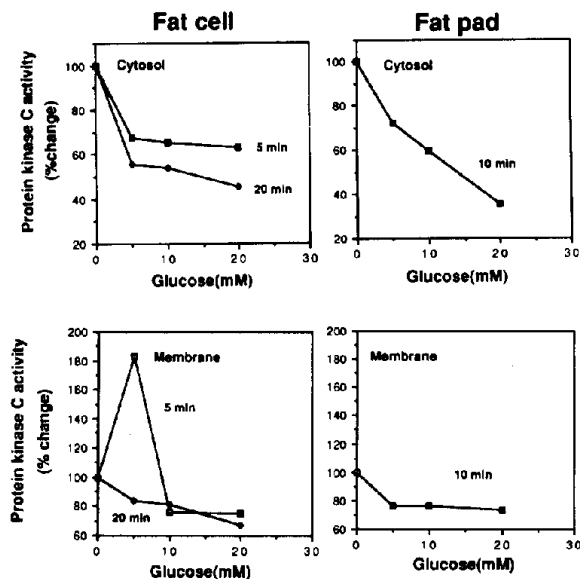 Fat cell
Fat pad
Protein kinase C activity
(%change)
100
80
60
40
20
Cytosol
5 min
20 min
0 10 20 30
Glucose(mM)
100
80
60
40
20
Cytosol
10 min
0 10 20 30
Glucose(mM)
Protein kinase C activity
(% change)
200
180
160
140
120
100
80
60
Membrane
5 min
20 min
0 10 20 30
Glucose(mM)
200
180
160
140
120
100
80
60
Membrane
10 min
0 10 20 30
Glucose(mM)